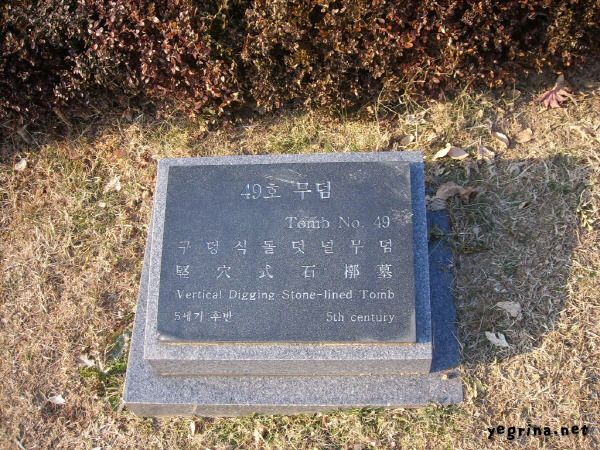 49호 무덤
Tomb No. 49
구덩식돌덧널무덤
竪穴式石槨墓
Vertical Digging Stone-lined Tomb
5세기 후반 5th century
yegrina.net